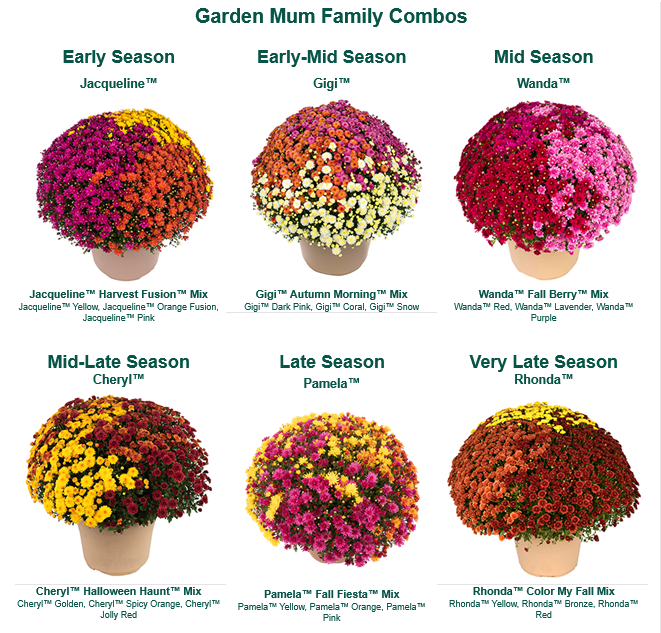 Garden Mum Family Combos
Early Season
Jacqueline™
Early-Mid Season
Gigi™
Mid Season
Wanda™
Jacqueline™ Harvest Fusion™ Mix
Jacqueline™ Yellow, Jacqueline™ Orange Fusion,
Jacqueline™ Pink
Gigi™ Autumn Morning™ Mix
Gigi™ Dark Pink, Gigi™ Coral, Gigi™ Snow
Wanda™ Fall Berry™ Mix
Wanda™ Red, Wanda™ Lavender, Wanda™
Purple
Mid-Late Season
Cheryl™
Late Season
Pamela™
Very Late Season
Rhonda™
Cheryl™ Halloween Haunt™ Mix
Cheryl™ Golden, Cheryl™ Spicy Orange, Cheryl™
Jolly Red
Pamela™ Fall Fiesta™ Mix
Pamela™ Yellow, Pamela™ Orange, Pamela™
Pink
Rhonda™ Color My Fall Mix
Rhonda™ Yellow, Rhonda™ Bronze, Rhonda™
Red